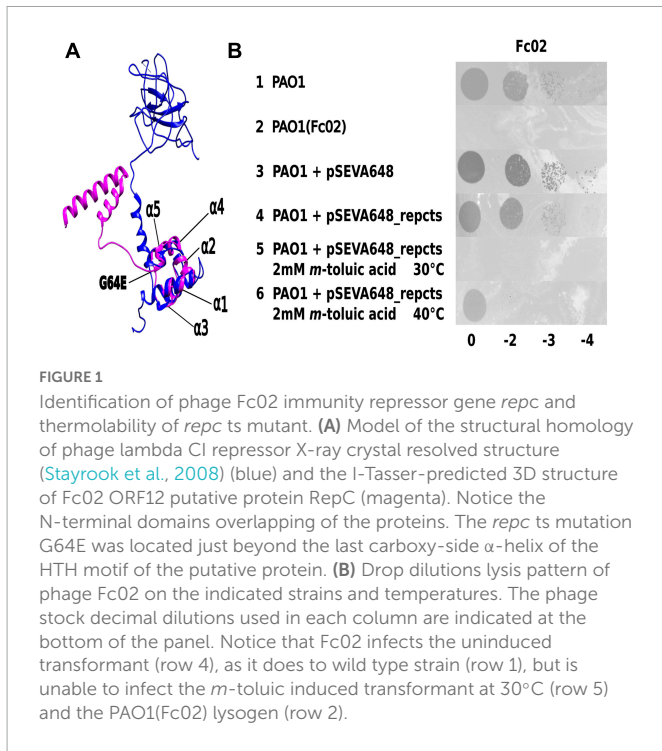 A
B
Fc02
1 PAO1
2 PAO1(Fc02)
3 PAO1 + pSEVA648
4 PAO1 + pSEVA648_repcts
5 PAO1 + pSEVA648_repcts
2mM m-toluic acid 30°C
6 PAO1 + pSEVA648_repcts
2mM m-toluic acid 40°C
0 -2 -3 -4
α5
α4
α2
G64E
α1
α3
FIGURE 1
Identification of phage Fc02 immunity repressor gene repc and
thermolability of repc ts mutant. (A) Model of the structural homology
of phage lambda CI repressor X-ray crystal resolved structure
(Stayrook et al., 2008) (blue) and the I-Tasser-predicted 3D structure
of Fc02 ORF12 putative protein RepC (magenta). Notice the
N-terminal domains overlapping of the proteins. The repc ts mutation
G64E was located just beyond the last carboxy-side α-helix of the
HTH motif of the putative protein. (B) Drop dilutions lysis pattern of
phage Fc02 on the indicated strains and temperatures. The phage
stock decimal dilutions used in each column are indicated at the
bottom of the panel. Notice that Fc02 infects the uninduced
transformant (row 4), as it does to wild type strain (row 1), but is
unable to infect the m-toluic induced transformant at 30°C (row 5)
and the PAO1(Fc02) lysogen (row 2).